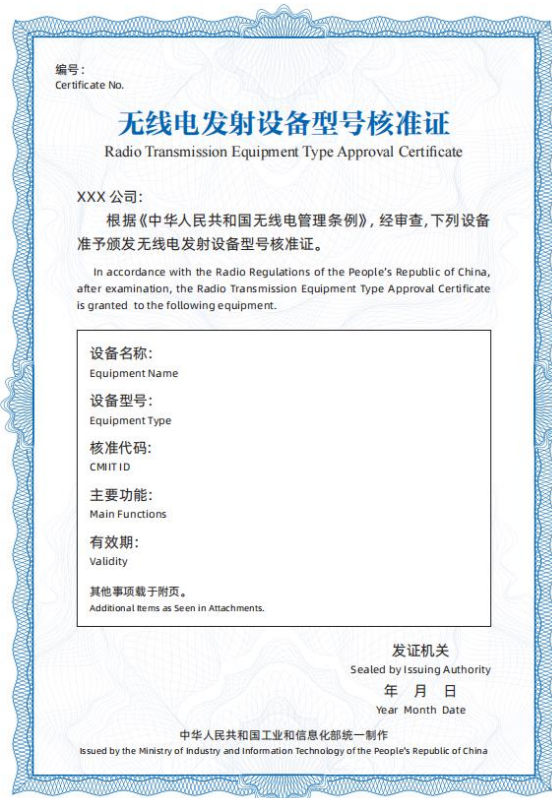 编号：
Certificate No.
无线电发射设备型号核准证
Radio Transmission Equipment Type Approval Certificate
XXX 公司：
根据《中华人民共和国无线电管理条例》，经审查，下列设备
准予颁发无线电发射设备型号核准证。
In accordance with the Radio Regulations of the People's Republic of China,
after examination, the Radio Transmission Equipment Type Approval Certificate
is granted to the following equipment.
设备名称：
Equipment Name
设备型号：
Equipment Type
核准代码：
CMIIT ID
主要功能：
Main Functions
有效期：
Validity
其他事项载于附页。
Additional Items as Seen in Attachments.
发证机关
Sealed by Issuing Authority
年 月 日
Year Month Date
中华人民共和国工业和信息化部统一制作
Issued by the Ministry of Industry and Information Technology of the People's Republic of China